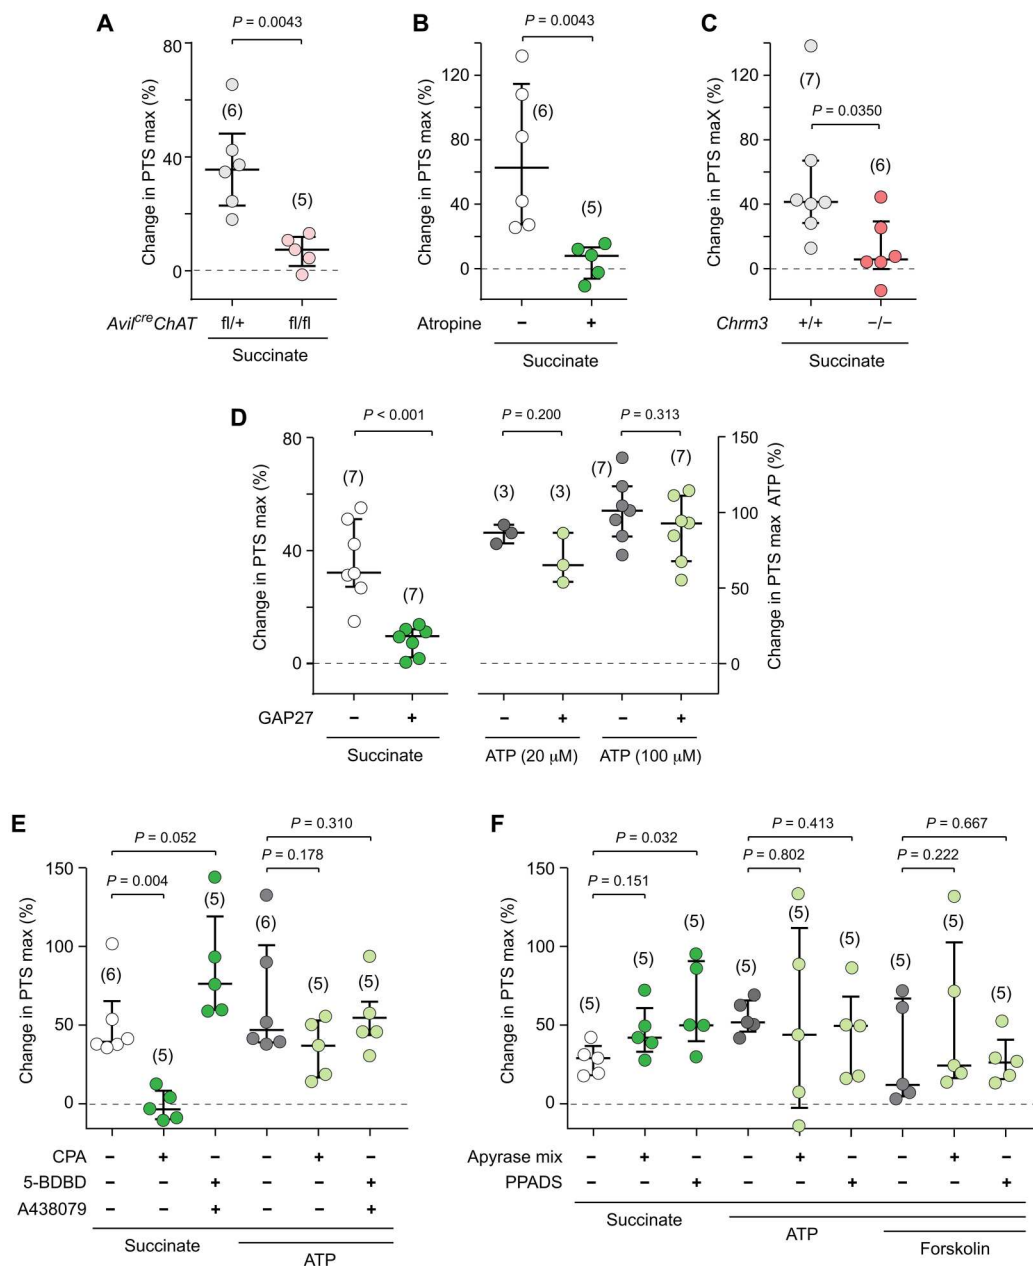 A
P = 0.0043
80
40
0
Change in PTS max (%)
(6)
(5)
Avil^cre ChAT fl/+ fl/fl
Succinate
B
P = 0.0043
120
80
40
0
Change in PTS max (%)
(6)
(5)
Atropine – +
Succinate
C
120
80
40
0
Change in PTS maX (%)
(7)
P = 0.0350
(6)
Chrm3 +/+ –/–
Succinate
D
P < 0.001
P = 0.200
P = 0.313
80
40
0
Change in PTS max (%)
(7)
(7)
(3)
(3)
(7)
(7)
150
100
50
0
Change in PTS max ATP (%)
GAP27 – + – + – +
Succinate
ATP (20 µM)
ATP (100 µM)
E
P = 0.052
P = 0.310
P = 0.004
P = 0.178
150
100
50
0
Change in PTS max (%)
(6)
(5)
(5)
(6)
(5)
(5)
CPA – + – – + –
5-BDBD – – + – – +
A438079 – – + – – +
Succinate
ATP
F
P = 0.032
P = 0.413
P = 0.667
P = 0.151
P = 0.802
P = 0.222
150
100
50
0
Change in PTS max (%)
(5)
(5)
(5)
(5)
(5)
(5)
(5)
(5)
(5)
Apyrase mix – + – – + – – + –
PPADS – – + – – + – – +
Succinate
ATP
Forskolin